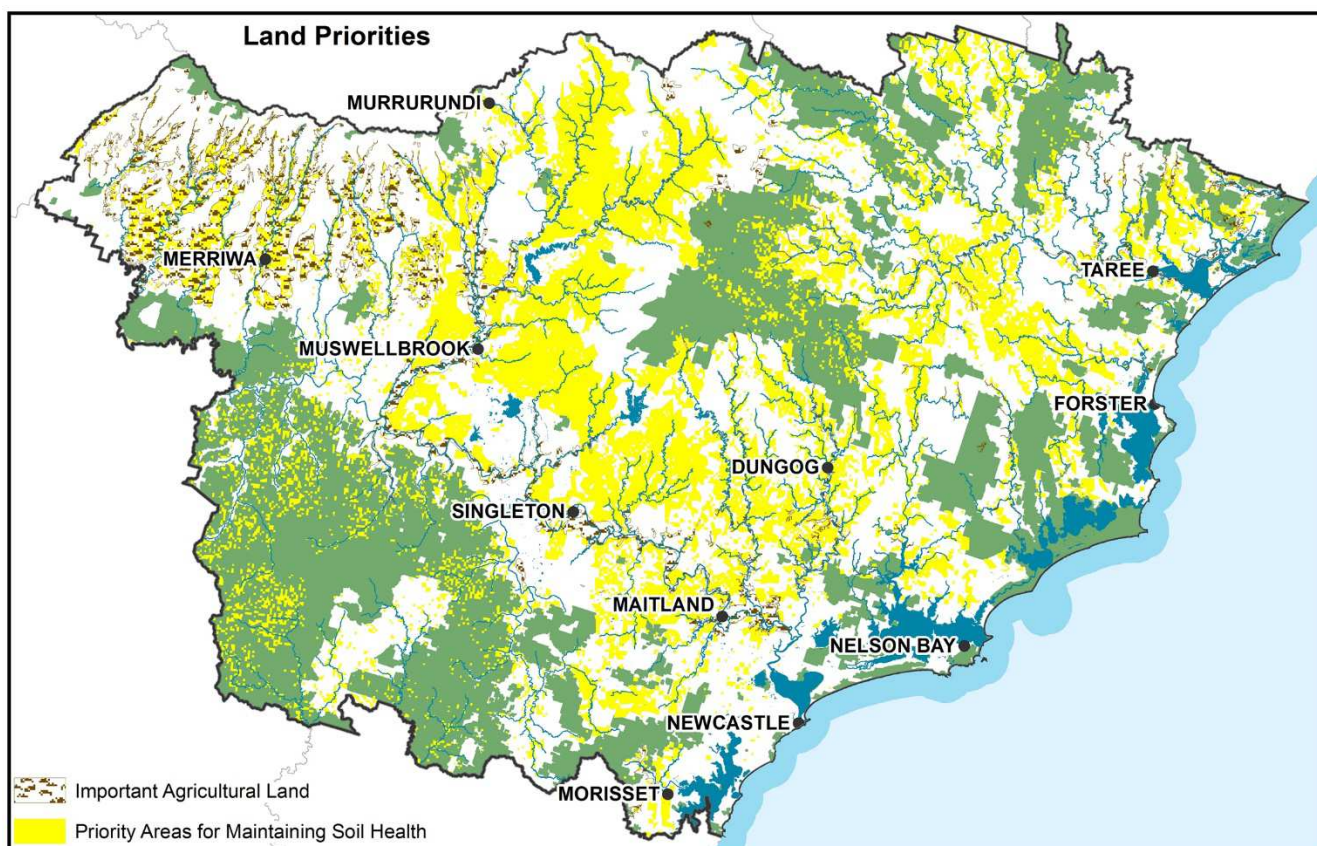 Land Priorities
MURRURUNDI
MERRIWA
TAREE
MUSWELLBROOK
FORSTER
DUNGOG
SINGLETON
MAITLAND
NELSON BAY
NEWCASTLE
MORISSET
Important Agricultural Land
Priority Areas for Maintaining Soil Health